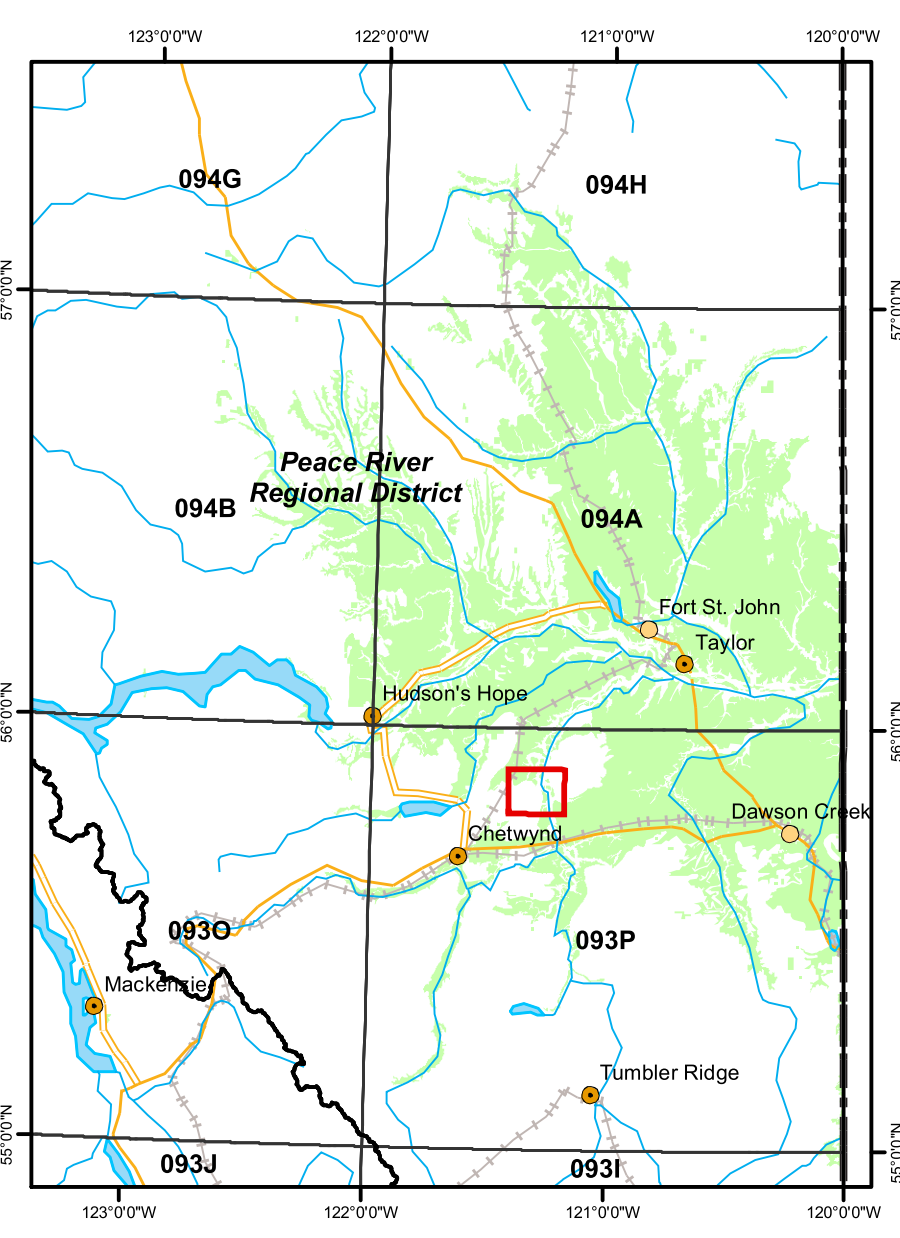 123°0'0"W 122°0'0"W 121°0'0"W 120°0'0"W
094G
094H
57°0'0"N
57°0'0"N
Peace River
Regional District
094B
094A
Fort St. John
Taylor
Hudson's Hope
56°0'0"N
56°0'0"N
Dawson Creek
Chetwynd
093O
093P
Mackenzie
Tumbler Ridge
55°0'0"N
55°0'0"N
093J
093I
123°0'0"W 122°0'0"W 121°0'0"W 120°0'0"W